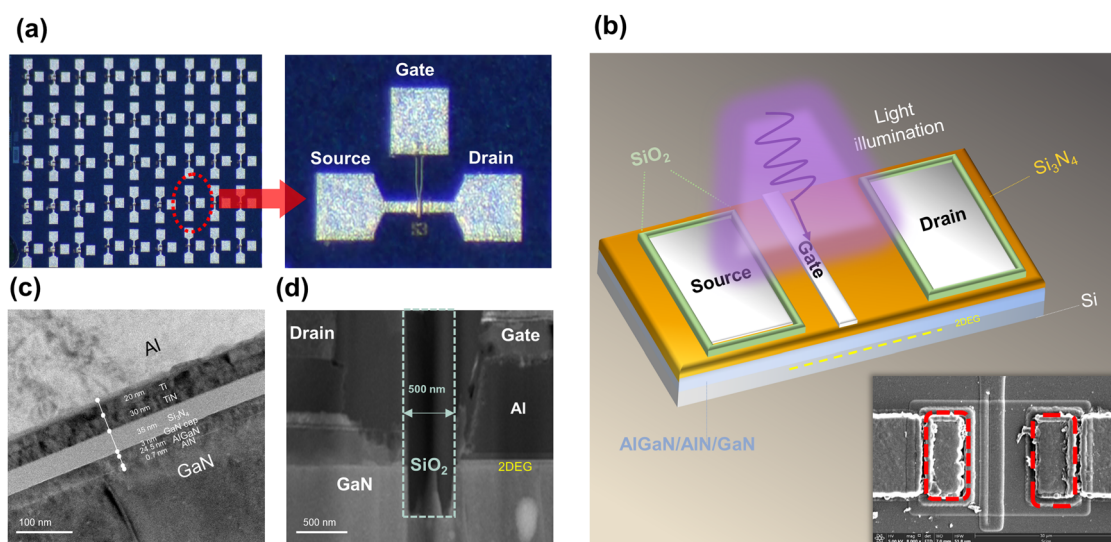 (a)
Gate
Source
Drain
(b)
Light
illumination
SiO2
Si3N4
Drain
Source
Gate
Si
2DEG
AlGaN/AlN/GaN
(c)
Al
20 nm Ti
30 nm TiN
35 nm Si3N4
3 nm GaN cap
24.5 nm AlGaN
0.7 nm AlN
GaN
100 nm
(d)
Drain
Gate
500 nm
Al
SiO2
2DEG
GaN
500 nm